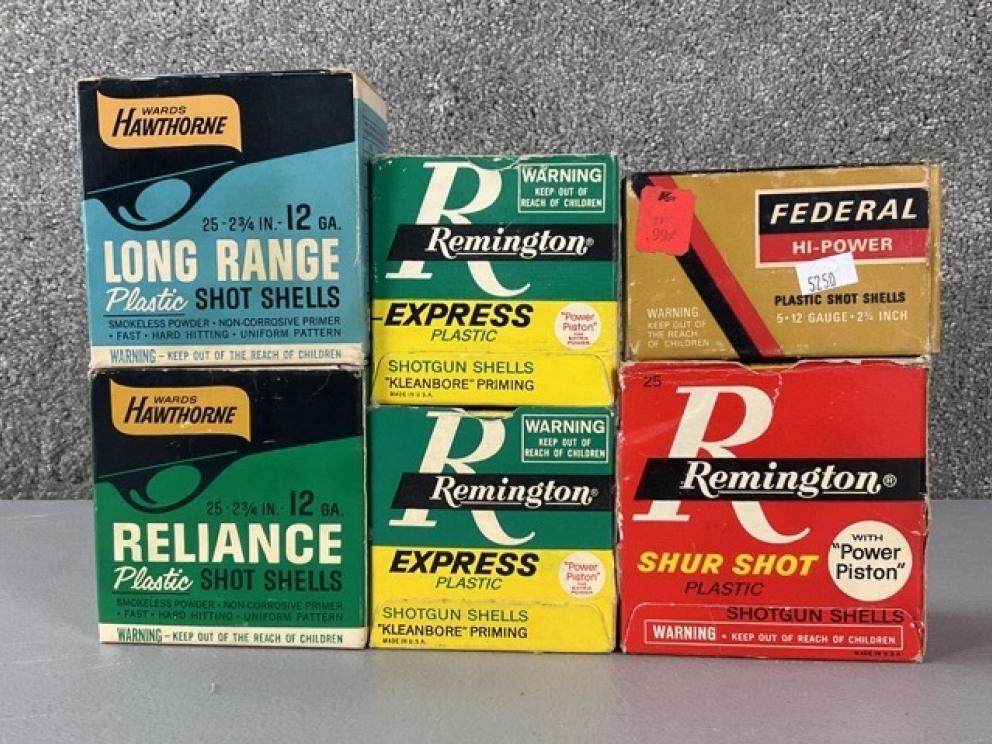 WARDS
HAWTHORNE
25-2¾ IN.-12 GA.
LONG RANGE
Plastic SHOT SHELLS
SMOKELESS POWDER • NON-CORROSIVE PRIMER
• FAST • HARD HITTING • UNIFORM PATTERN
WARNING – KEEP OUT OF THE REACH OF CHILDREN
WARDS
HAWTHORNE
25-2¾ IN.-12 GA.
RELIANCE
Plastic SHOT SHELLS
SMOKELESS POWDER • NON-CORROSIVE PRIMER
• FAST • HARD HITTING • UNIFORM PATTERN
WARNING – KEEP OUT OF THE REACH OF CHILDREN
R
WARNING
KEEP OUT OF
REACH OF CHILDREN
Remington®
EXPRESS
PLASTIC
"Power
Piston"
FOR
EXTRA
POWER
SHOTGUN SHELLS
"KLEANBORE" PRIMING
MADE IN U.S.A.
R
WARNING
KEEP OUT OF
REACH OF CHILDREN
Remington®
EXPRESS
PLASTIC
"Power
Piston"
FOR
EXTRA
POWER
SHOTGUN SHELLS
"KLEANBORE" PRIMING
MADE IN U.S.A.
.99¢
FEDERAL
HI-POWER
5250
PLASTIC SHOT SHELLS
5 • 12 GAUGE • 2¾ INCH
WARNING
KEEP OUT OF
THE REACH
OF CHILDREN
25
R
Remington®
SHUR SHOT
PLASTIC
WITH
"Power
Piston"
SHOTGUN SHELLS
WARNING • KEEP OUT OF REACH OF CHILDREN
MADE IN U.S.A.